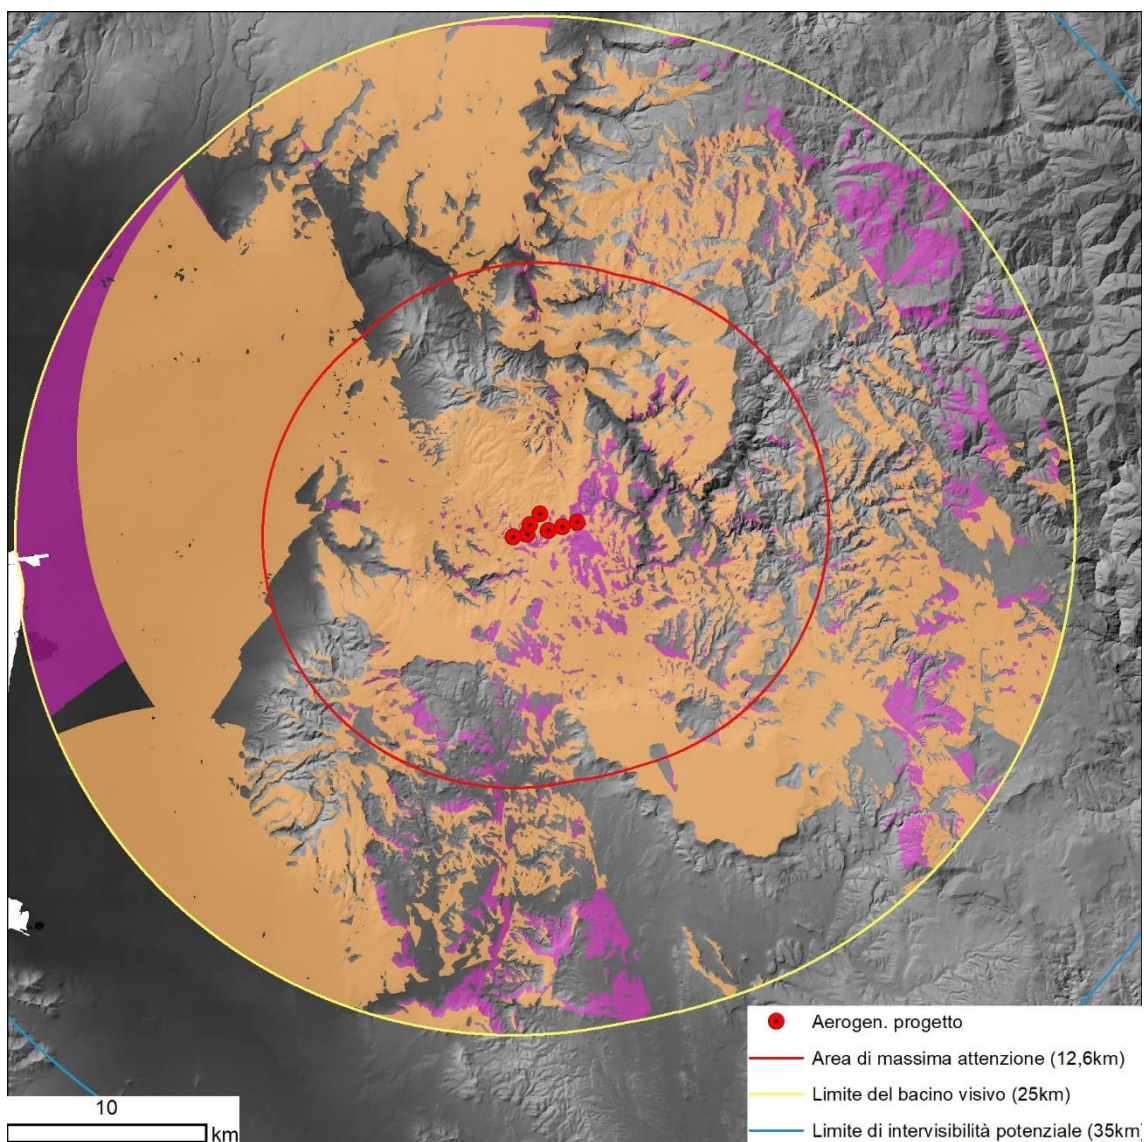 Aerogen. progetto
Area di massima attenzione (12,6km)
Limite del bacino visivo (25km)
Limite di intervisibilità potenziale (35km)
10
km